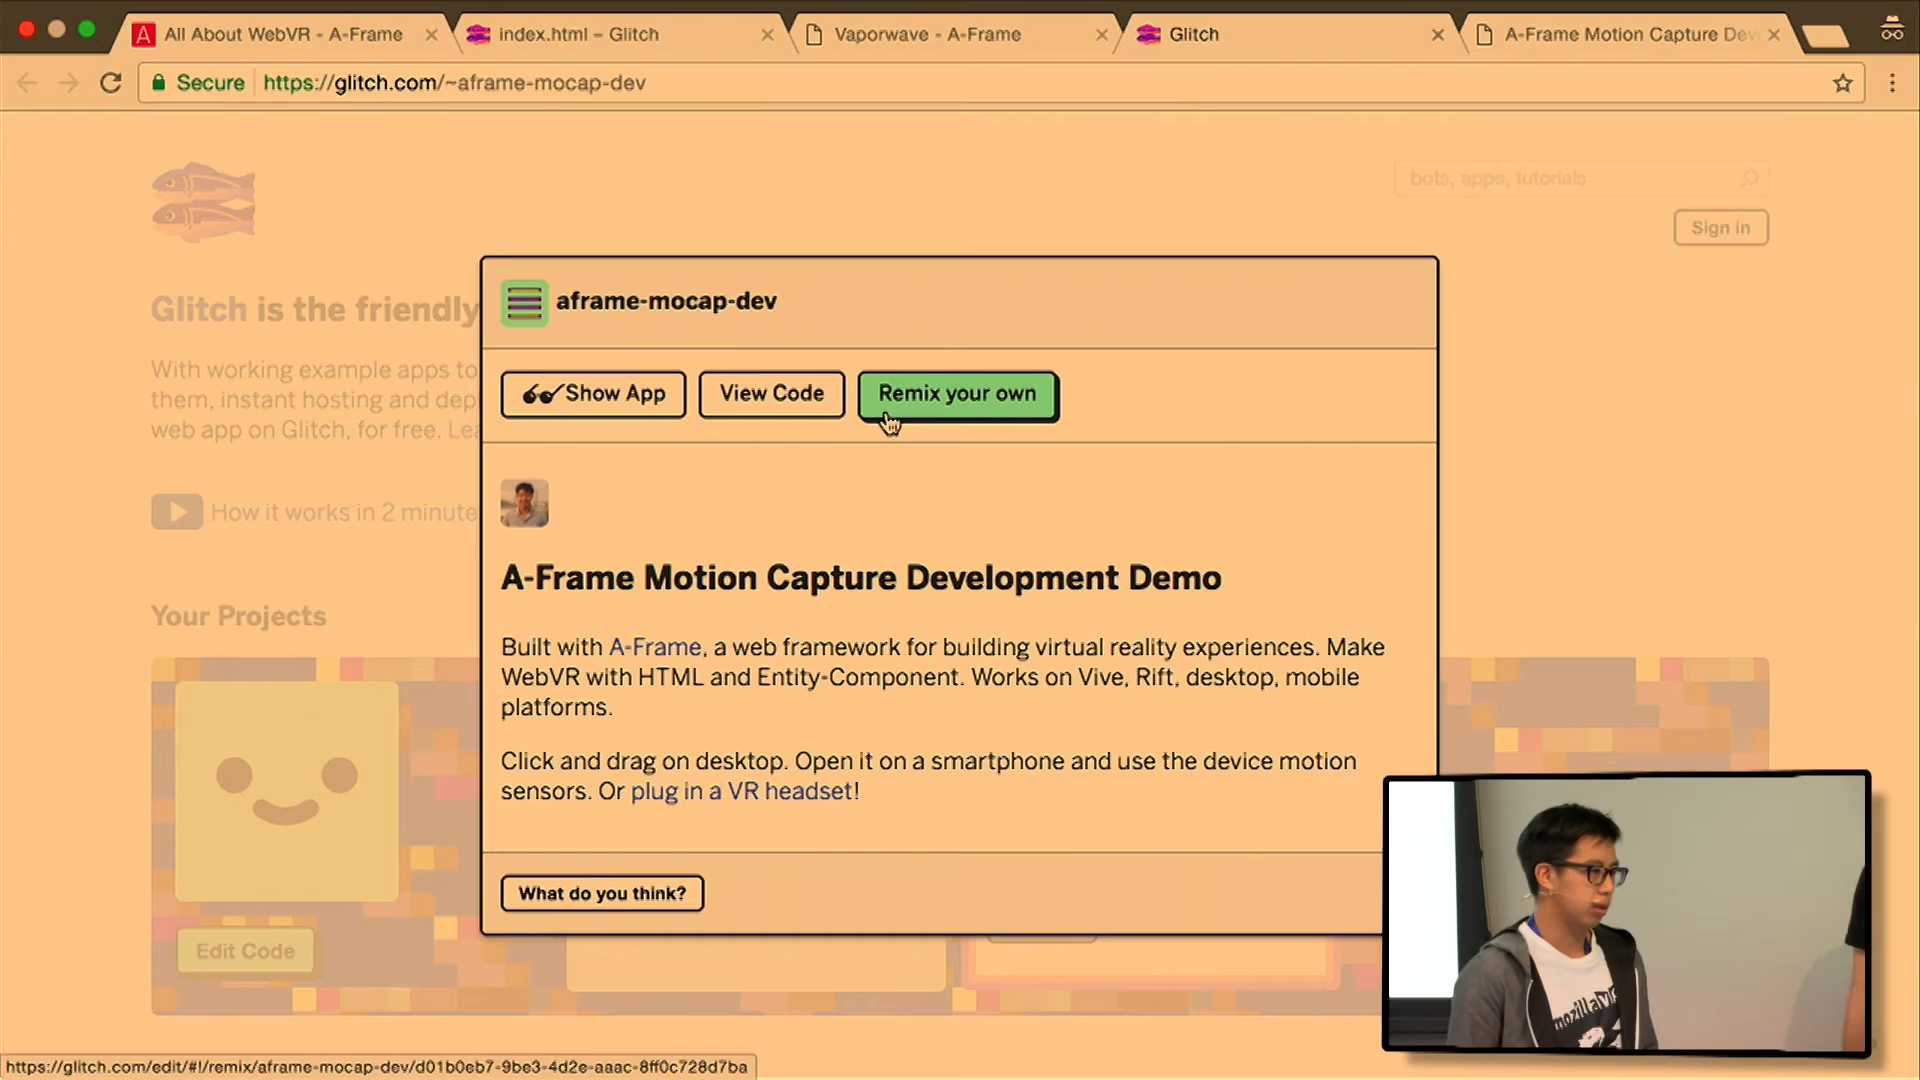 All About WebVR - A-Frame
index.html – Glitch
Vaporwave - A-Frame
Glitch
A-Frame Motion Capture Dev
Secure
https://glitch.com/~aframe-mocap-dev
bots, apps, tutorials
Sign in
Glitch is the friendly
With working example apps to
them, instant hosting and dep
web app on Glitch, for free. Lea
How it works in 2 minute
Your Projects
Edit Code
aframe-mocap-dev
Show App
View Code
Remix your own
A-Frame Motion Capture Development Demo
Built with A-Frame, a web framework for building virtual reality experiences. Make
WebVR with HTML and Entity-Component. Works on Vive, Rift, desktop, mobile
platforms.
Click and drag on desktop. Open it on a smartphone and use the device motion
sensors. Or plug in a VR headset!
What do you think?
mozillavr
https://glitch.com/edit/#!/remix/aframe-mocap-dev/d01b0eb7-9be3-4d2e-aaac-8ff0c728d7ba